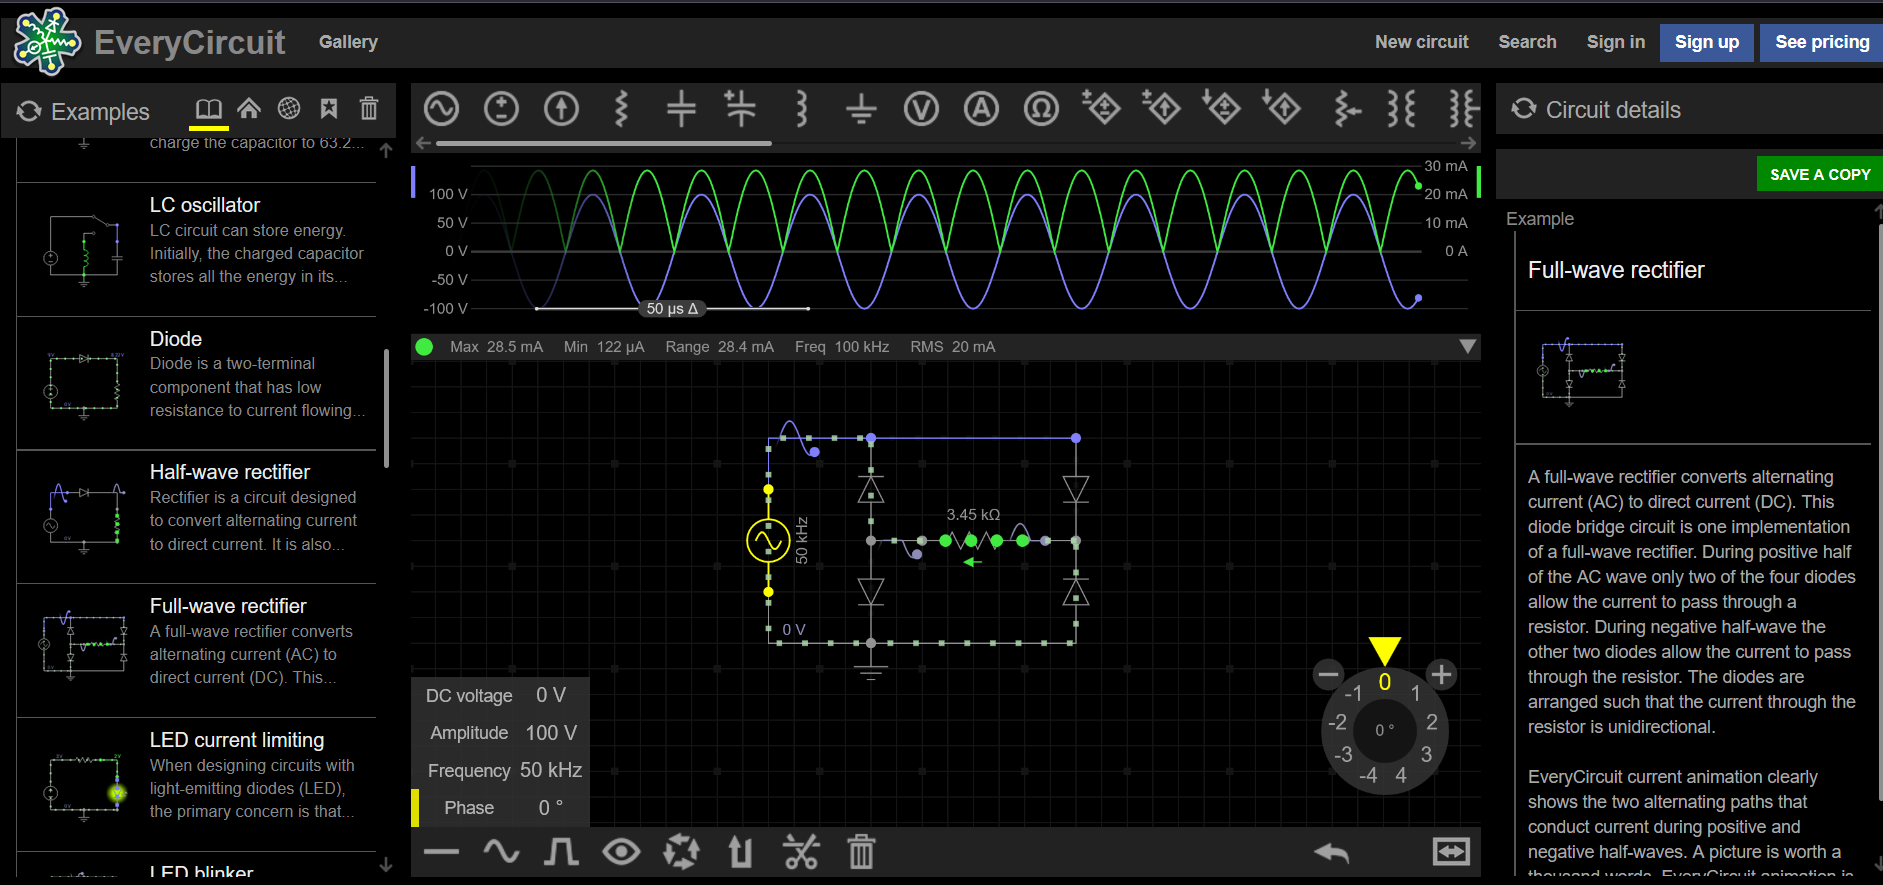 EveryCircuit
Gallery
New circuit
Search
Sign in
Sign up
See pricing
Examples
charge the capacitor to 63.2...
LC oscillator
LC circuit can store energy.
Initially, the charged capacitor
stores all the energy in its...
Diode
Diode is a two-terminal
component that has low
resistance to current flowing...
Half-wave rectifier
Rectifier is a circuit designed
to convert alternating current
to direct current. It is also...
Full-wave rectifier
A full-wave rectifier converts
alternating current (AC) to
direct current (DC). This...
LED current limiting
When designing circuits with
light-emitting diodes (LED),
the primary concern is that...
LED blinker
100 V
50 V
0 V
-50 V
-100 V
30 mA
20 mA
10 mA
0 A
50 µs Δ
Max 28.5 mA Min 122 µA Range 28.4 mA Freq 100 kHz RMS 20 mA
3.45 kΩ
50 kHz
0 V
DC voltage 0 V
Amplitude 100 V
Frequency 50 kHz
Phase 0 °
0
-1 1
-2 2
-3 3
-4 4
0 °
Circuit details
SAVE A COPY
Example
Full-wave rectifier
A full-wave rectifier converts alternating
current (AC) to direct current (DC). This
diode bridge circuit is one implementation
of a full-wave rectifier. During positive half
of the AC wave only two of the four diodes
allow the current to pass through a
resistor. During negative half-wave the
other two diodes allow the current to pass
through the resistor. The diodes are
arranged such that the current through the
resistor is unidirectional.
EveryCircuit current animation clearly
shows the two alternating paths that
conduct current during positive and
negative half-waves. A picture is worth a
thousand words. EveryCircuit animation is